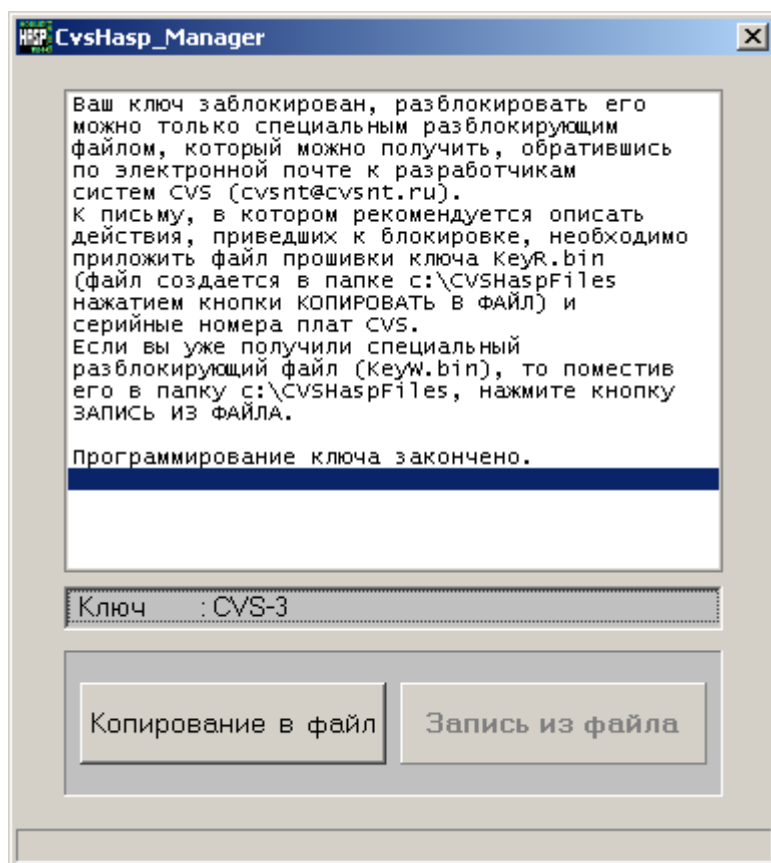 CvsHasp_Manager
Ваш ключ заблокирован, разблокировать его
можно только специальным разблокирующим
файлом, который можно получить, обратившись
по электронной почте к разработчикам
систем CVS (cvsnt@cvsnt.ru).
К письму, в котором рекомендуется описать
действия, приведших к блокировке, необходимо
приложить файл прошивки ключа KeyR.bin
(файл создается в папке c:\CVSHaspFiles
нажатием кнопки КОПИРОВАТЬ В ФАЙЛ) и
серийные номера плат CVS.
Если вы уже получили специальный
разблокирующий файл (KeyW.bin), то поместив
его в папку c:\CVSHaspFiles, нажмите кнопку
ЗАПИСЬ ИЗ ФАЙЛА.
Программирование ключа закончено.
Ключ : CVS-3
Копирование в файл
Запись из файла